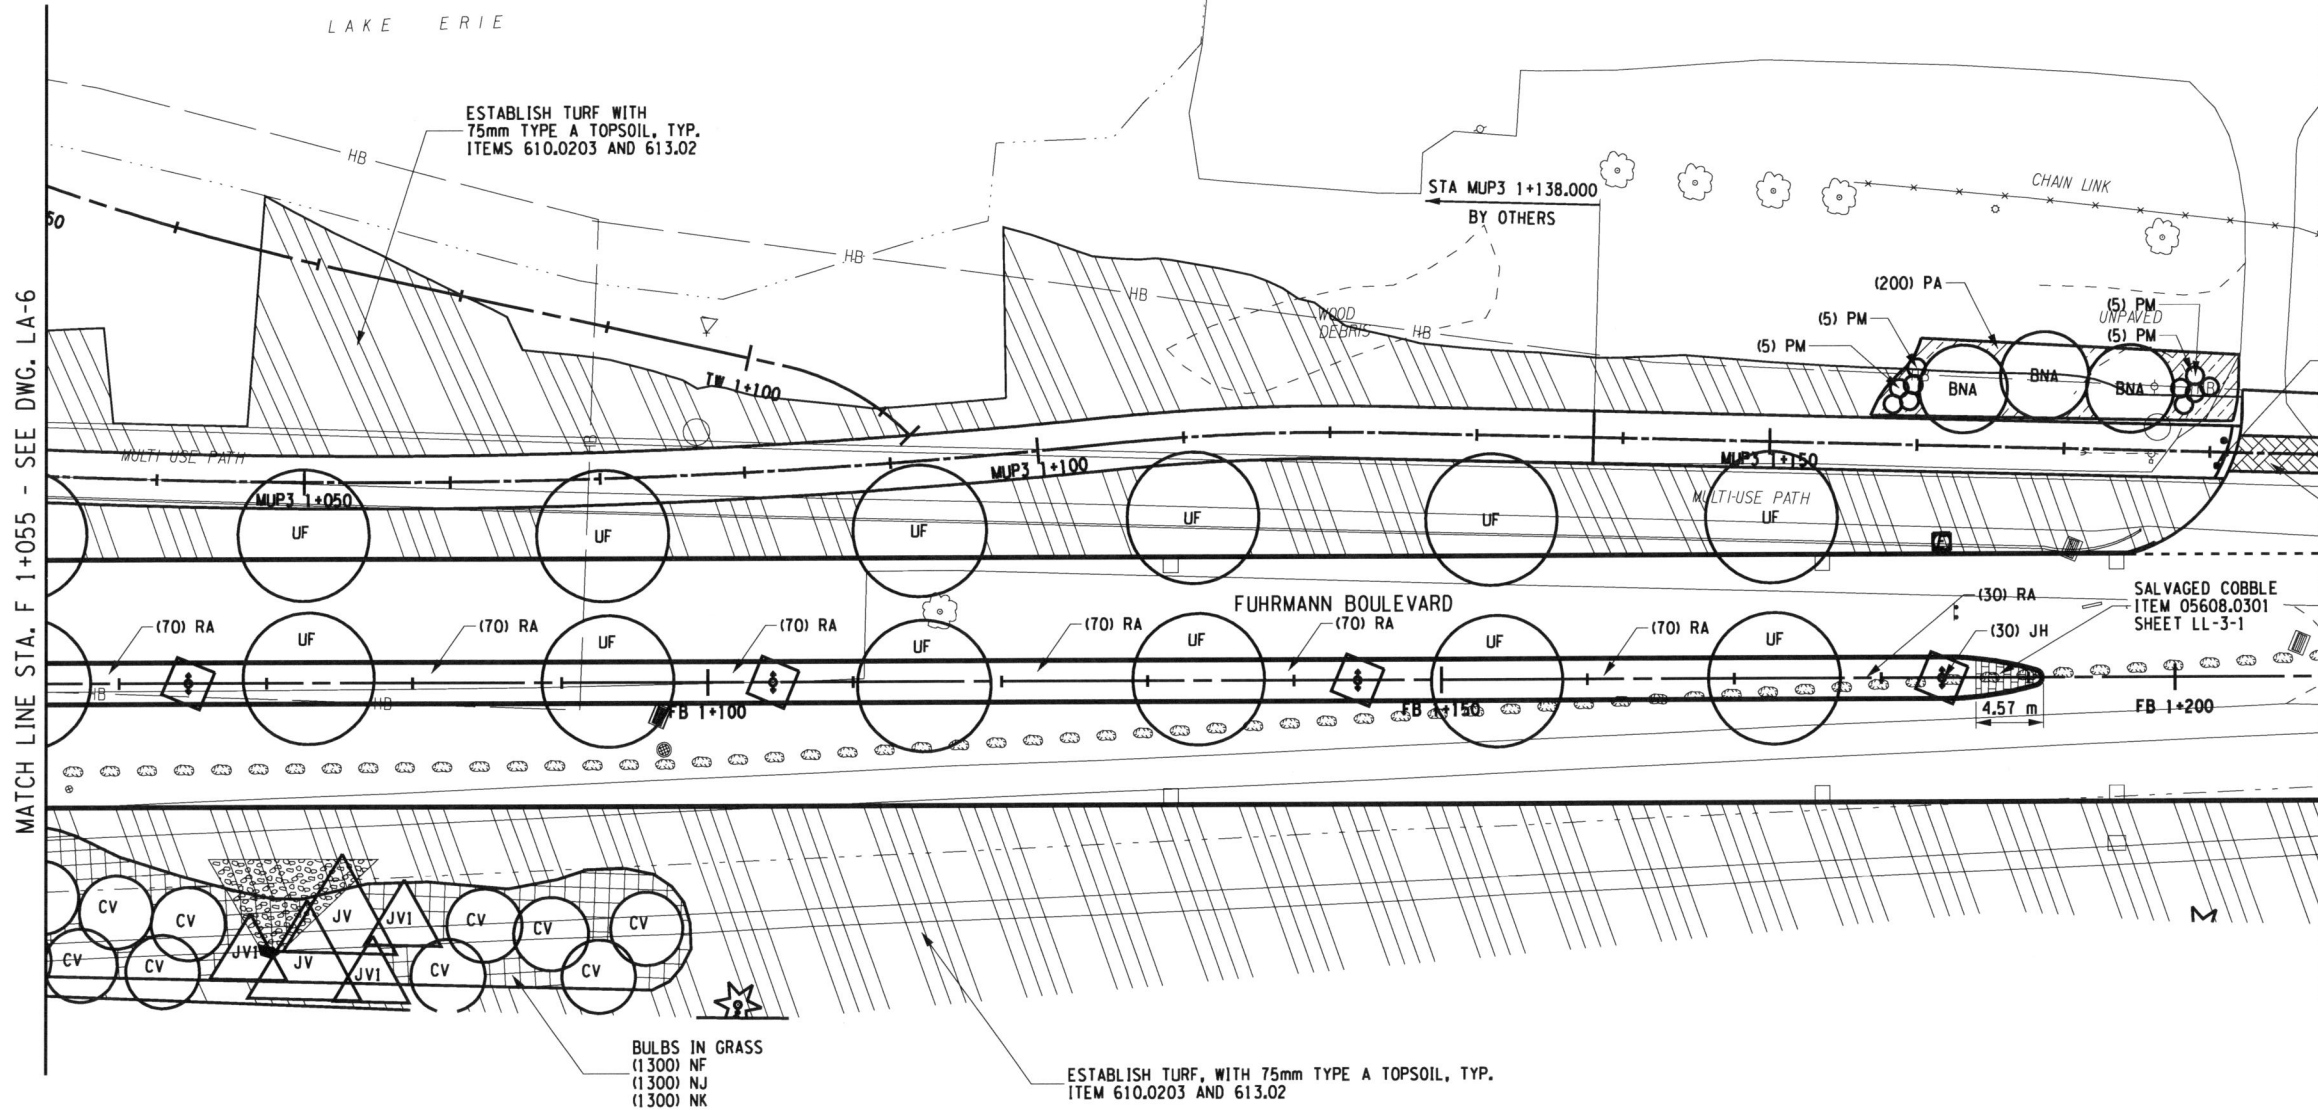 LAKE ERIE
ESTABLISH TURF WITH
75mm TYPE A TOPSOIL, TYP.
ITEMS 610.0203 AND 613.02
HB
STA MUP3 1+138.000
BY OTHERS
CHAIN LINK
50
HB
HB
WOOD
DEBRIS
HB
(200) PA
(5) PM
(5) PM
(5) PM
UNPAVED
(5) PM
TW 1+100
BNA
BNA
BNA
HB
MULTI USE PATH
MUP3 1+050
MUP3 1+100
MUP3 1+150
MULTI-USE PATH
UF
UF
UF
UF
UF
UF
MATCH LINE STA. F 1+055 - SEE DWG. LA-6
FUHRMANN BOULEVARD
(70) RA
UF
(70) RA
UF
(70) RA
UF
(70) RA
UF
(70) RA
UF
(70) RA
UF
(30) RA
(30) JH
SALVAGED COBBLE
ITEM 05608.0301
SHEET LL-3-1
HB
HB
FB 1+100
FB 1+150
4.57 m
FB 1+200
CV
CV
CV
CV
JV1
JV
JV
JV1
JV1
CV
CV
CV
CV
CV
M
BULBS IN GRASS
(1300) NF
(1300) NJ
(1300) NK
ESTABLISH TURF, WITH 75mm TYPE A TOPSOIL, TYP.
ITEM 610.0203 AND 613.02